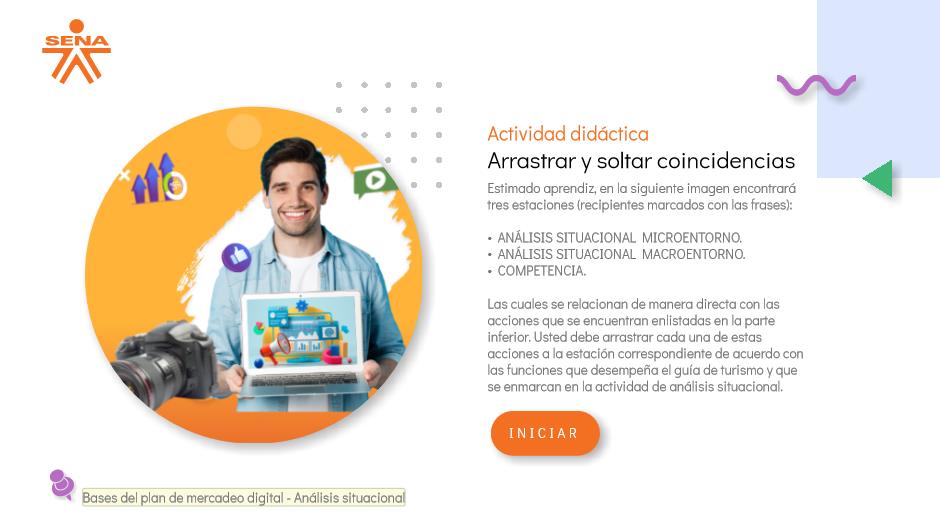 SENA
Actividad didáctica
Arrastrar y soltar coincidencias
Estimado aprendiz, en la siguiente imagen encontrará
tres estaciones (recipientes marcados con las frases):
• ANÁLISIS SITUACIONAL MICROENTORNO.
• ANÁLISIS SITUACIONAL MACROENTORNO.
• COMPETENCIA.
Las cuales se relacionan de manera directa con las
acciones que se encuentran enlistadas en la parte
inferior. Usted debe arrastrar cada una de estas
acciones a la estación correspondiente de acuerdo con
las funciones que desempeña el guía de turismo y que
se enmarcan en la actividad de análisis situacional.
INICIAR
Bases del plan de mercadeo digital - Análisis situacional